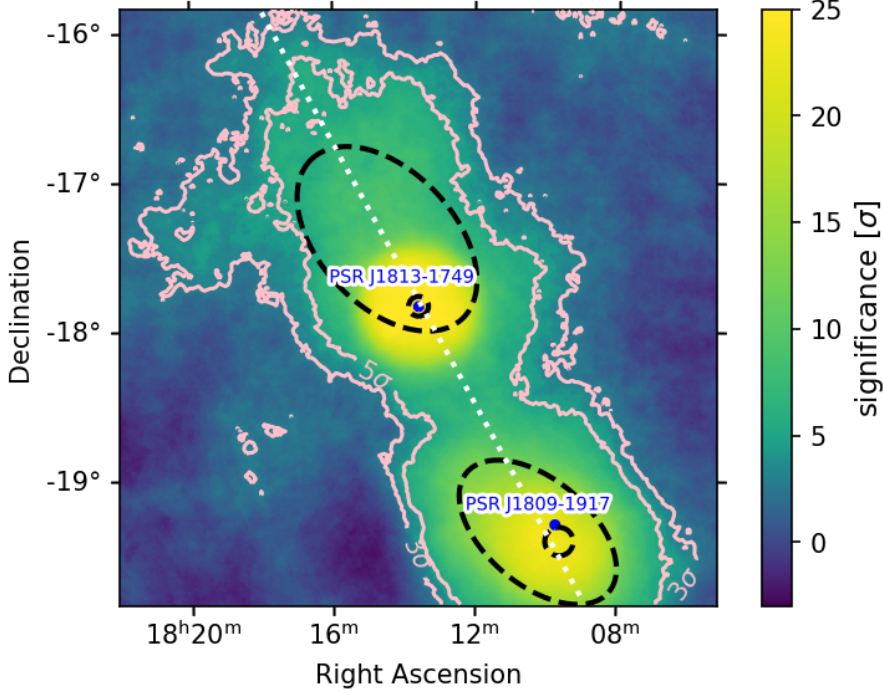 -16°
-17°
-18°
-19°
Declination
PSR J1813-1749
PSR J1809-1917
5σ
3σ
3σ
18ʰ20ᵐ
16ᵐ
12ᵐ
08ᵐ
Right Ascension
25
20
15
10
5
0
significance [σ]